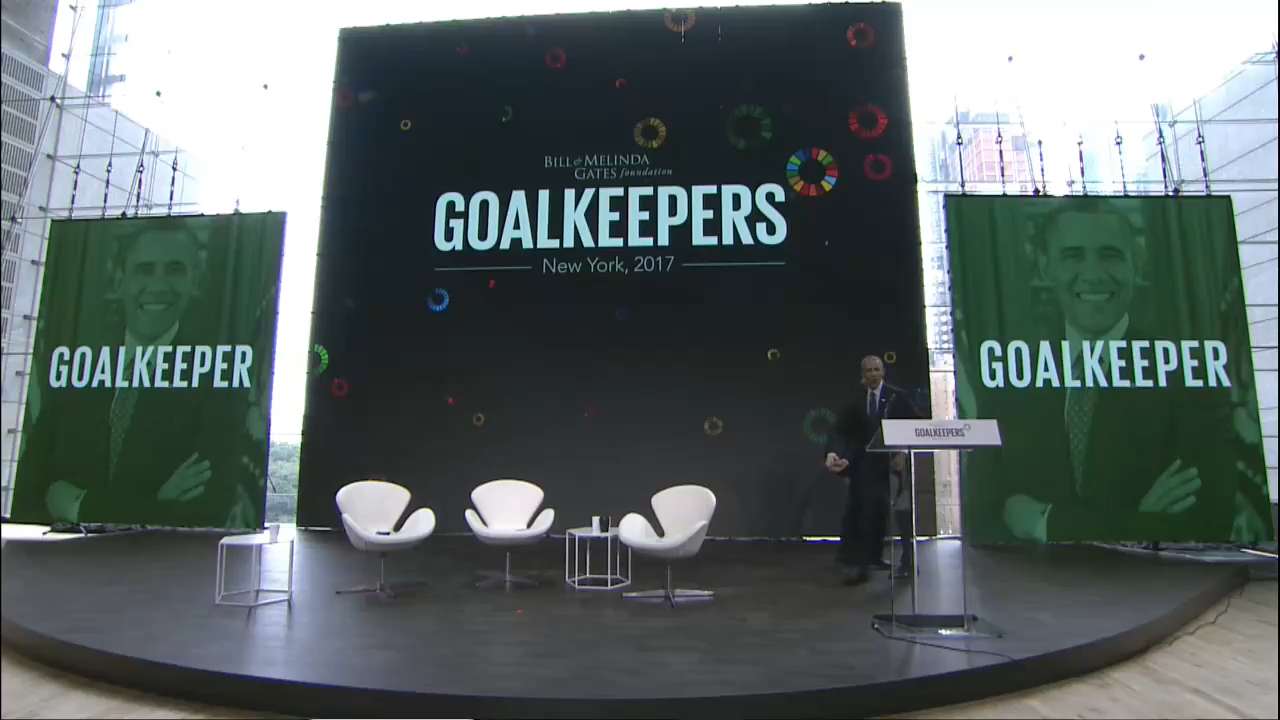 BILL & MELINDA
GATES foundation
GOALKEEPERS
New York, 2017
GOALKEEPER
GOALKEEPER
GOALKEEPERS